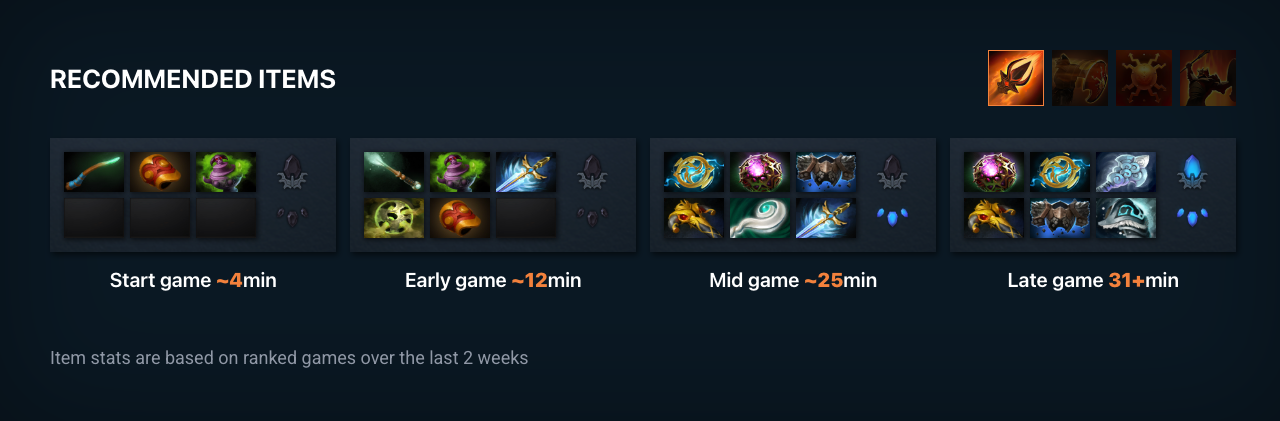 RECOMMENDED ITEMS
Start game ~4min
Early game ~12min
Mid game ~25min
Late game 31+min
Item stats are based on ranked games over the last 2 weeks